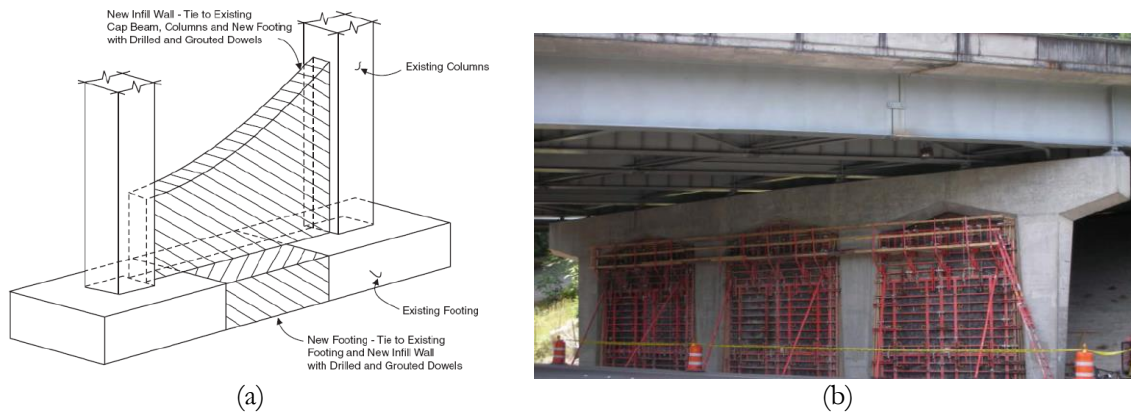 New Infill Wall - Tie to Existing
Cap Beam, Columns and New Footing
with Drilled and Grouted Dowels
Existing Columns
Existing Footing
New Footing - Tie to Existing
Footing and New Infill Wall
with Drilled and Grouted Dowels
(a)
(b)